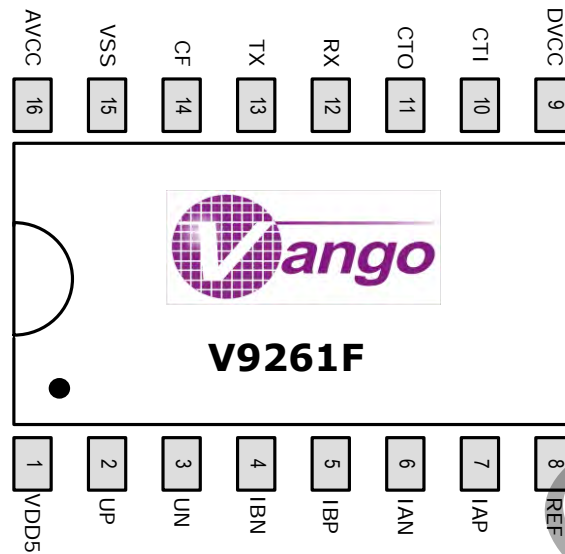 AVCC VSS CF TX RX CTO CTI DVCC
16 15 14 13 12 11 10 9
Vango
V9261F
1 2 3 4 5 6 7 8
VDD5 UP UN IBN IBP IAN IAP REF